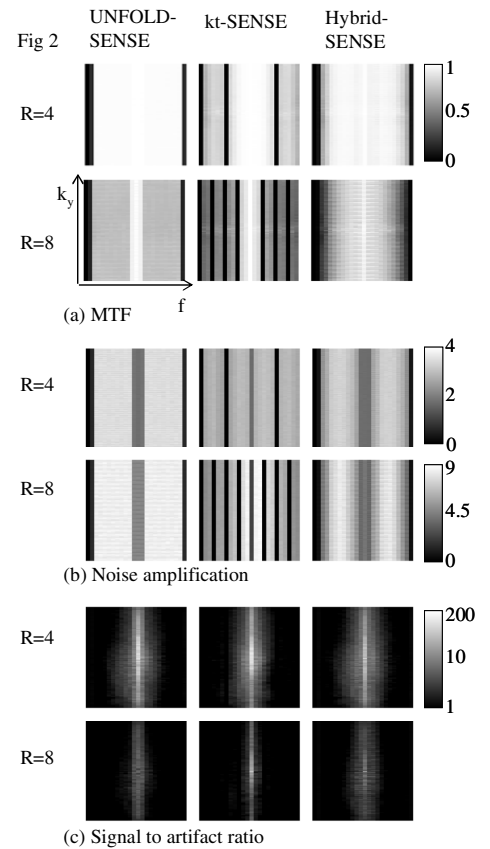 UNFOLD-
SENSE
kt-SENSE
Hybrid-
SENSE
Fig 2
R=4
1
0.5
0
k_y
R=8
f
(a) MTF
R=4
4
2
0
R=8
9
4.5
0
(b) Noise amplification
R=4
200
10
1
R=8
(c) Signal to artifact ratio